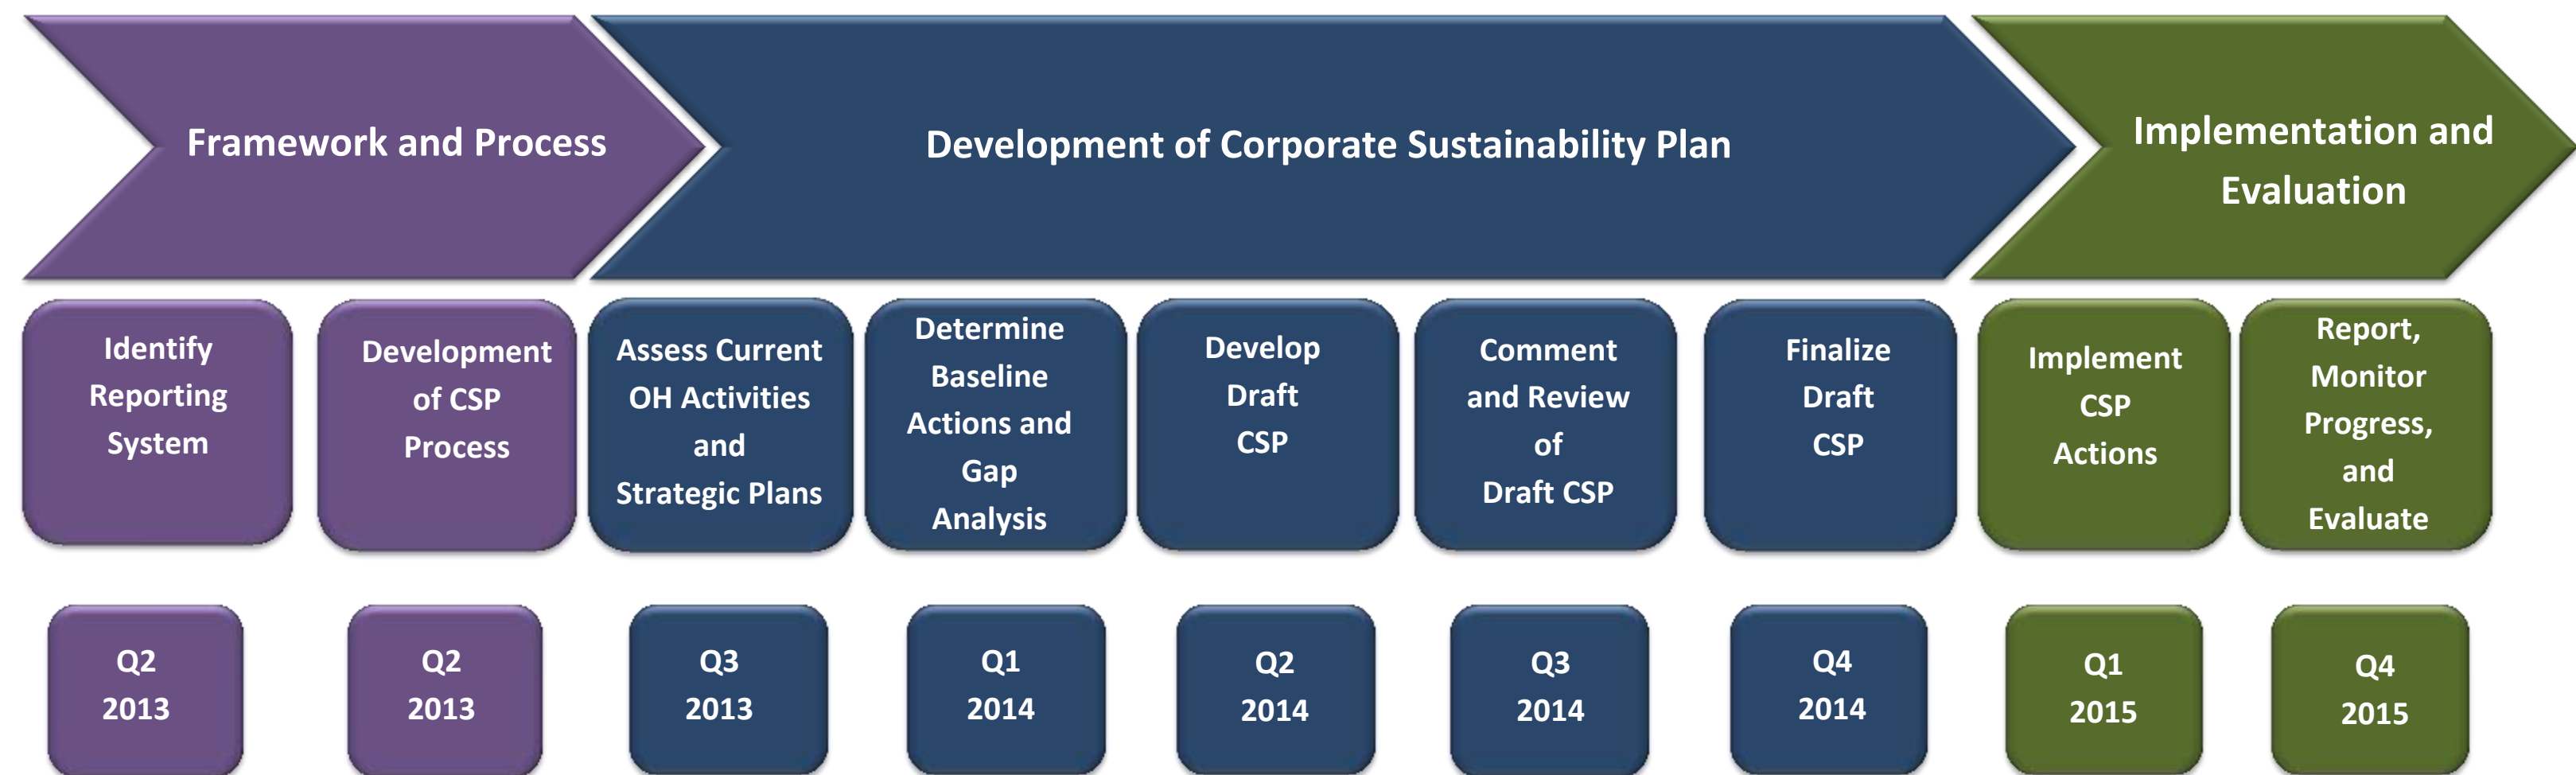 Framework and Process
Development of Corporate Sustainability Plan
Implementation and
Evaluation
Identify
Reporting
System
Development
of CSP
Process
Assess Current
OH Activities
and
Strategic Plans
Determine
Baseline
Actions and
Gap
Analysis
Develop
Draft
CSP
Comment
and Review
of
Draft CSP
Finalize
Draft
CSP
Implement
CSP
Actions
Report,
Monitor
Progress,
and
Evaluate
Q2
2013
Q2
2013
Q3
2013
Q1
2014
Q2
2014
Q3
2014
Q4
2014
Q1
2015
Q4
2015